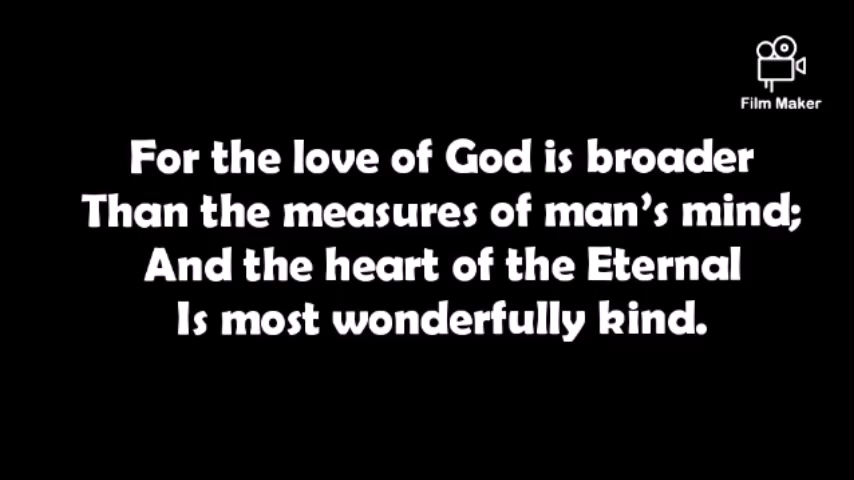 Film Maker
For the love of God is broader
Than the measures of man's mind;
And the heart of the Eternal
Is most wonderfully kind.